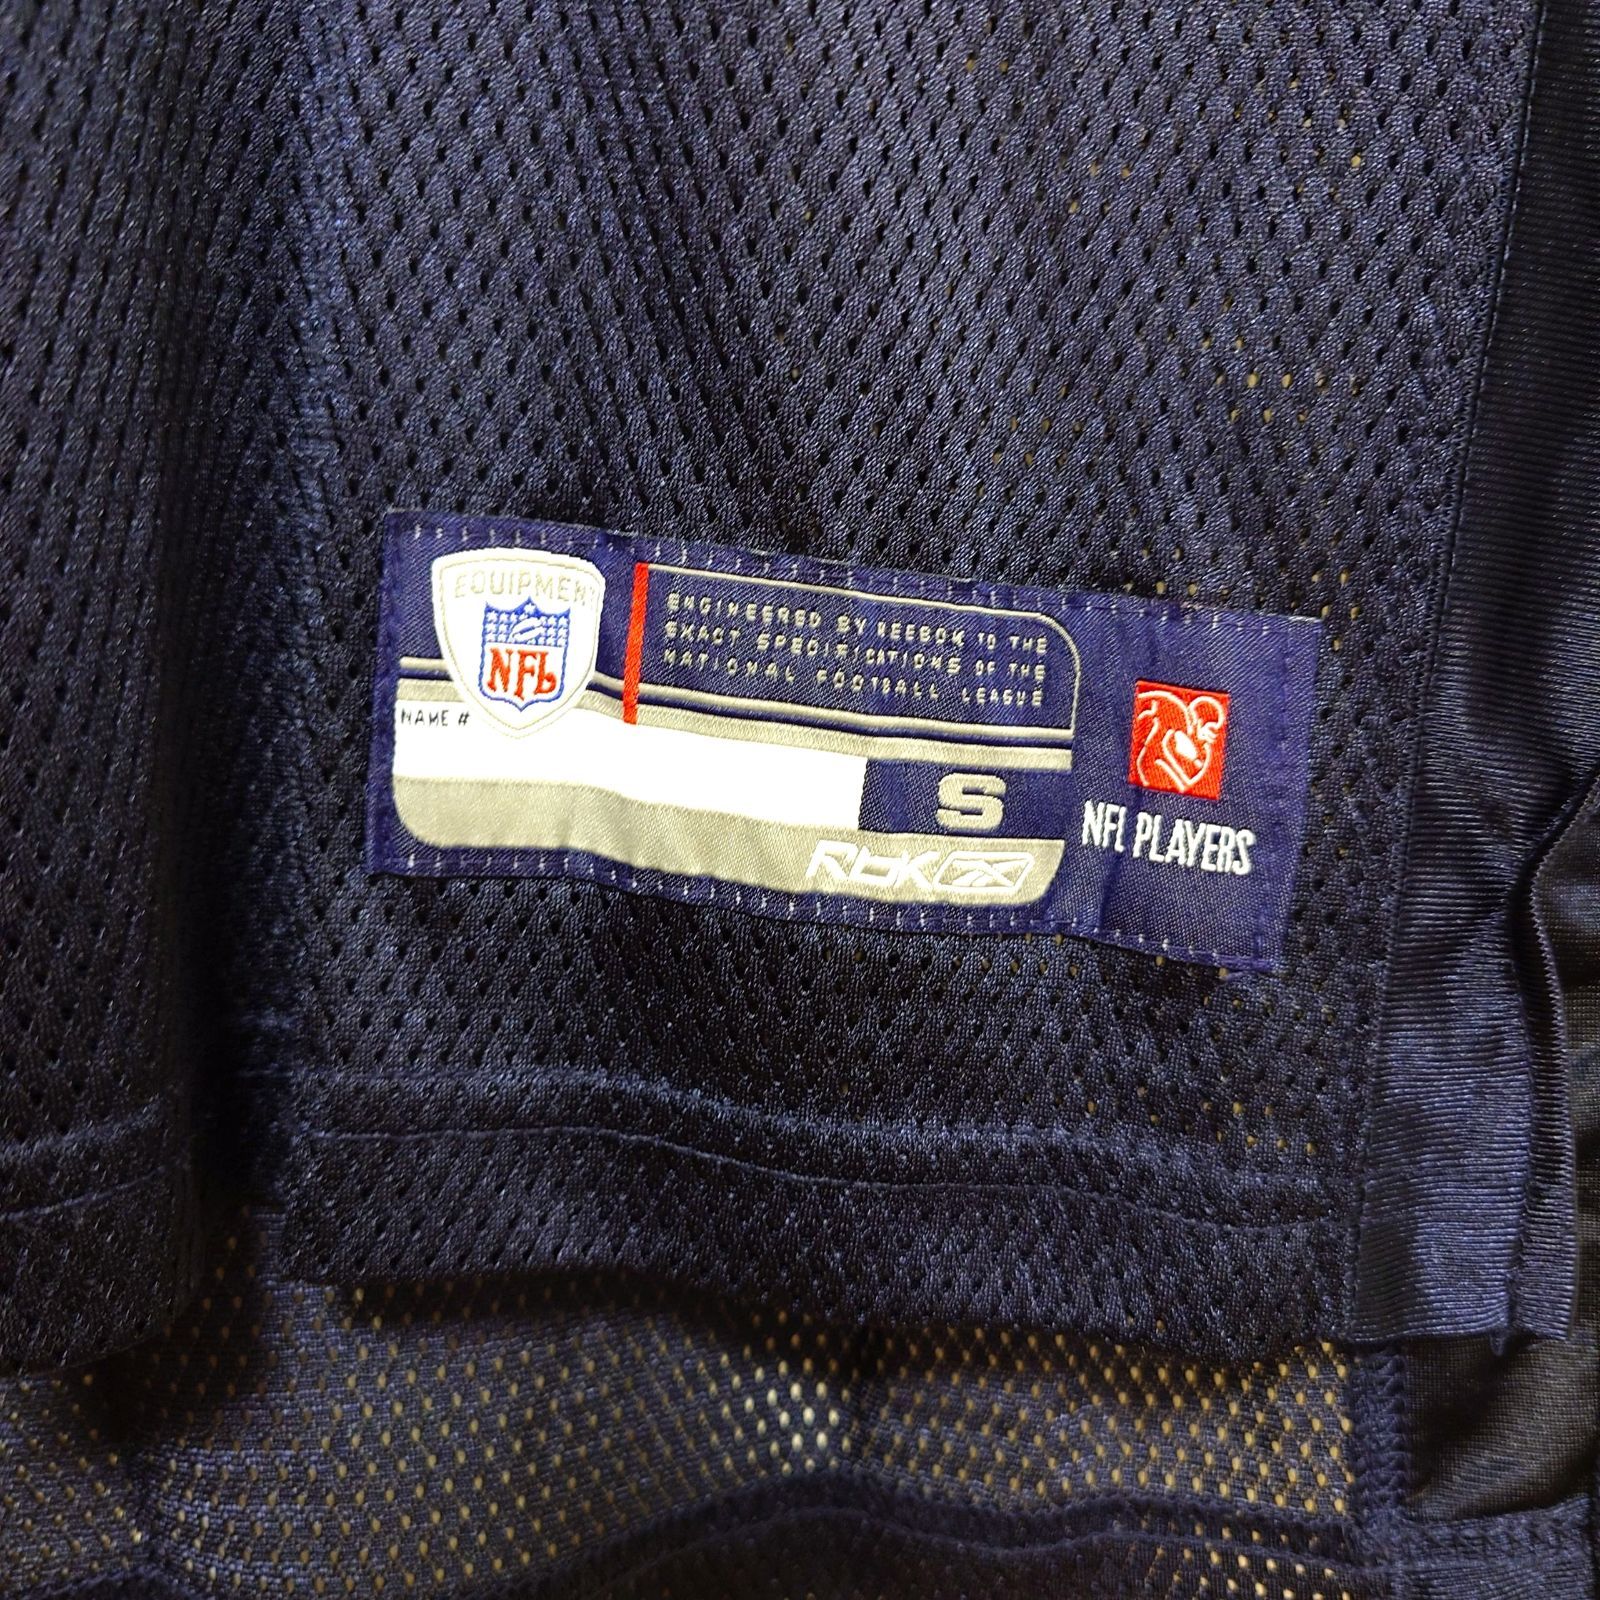 EQUIPMENT
NFL
ENGINEERED BY REEBOK TO THE
EXACT SPECIFICATIONS OF THE
NATIONAL FOOTBALL LEAGUE
NAME #
S
RbK
NFL PLAYERS